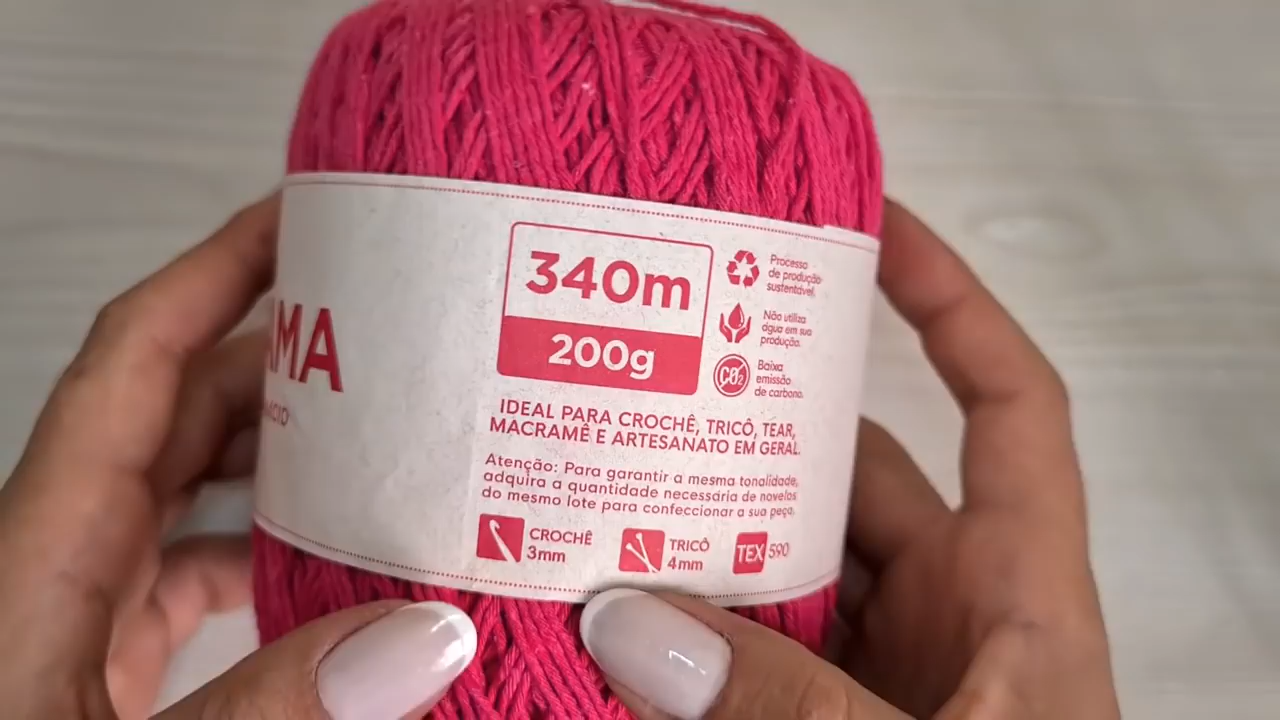 AMA
340m
200g
Processo
de produção
sustentável.
Não utiliza
água em sua
produção.
CO₂
Baixa
emissão
de carbono.
IDEAL PARA CROCHÊ, TRICÔ, TEAR,
MACRAMÊ E ARTESANATO EM GERAL.
Atenção: Para garantir a mesma tonalidade,
adquira a quantidade necessária de novelos
do mesmo lote para confeccionar a sua peça.
CROCHÊ
3mm
TRICÔ
4mm
TEX 590